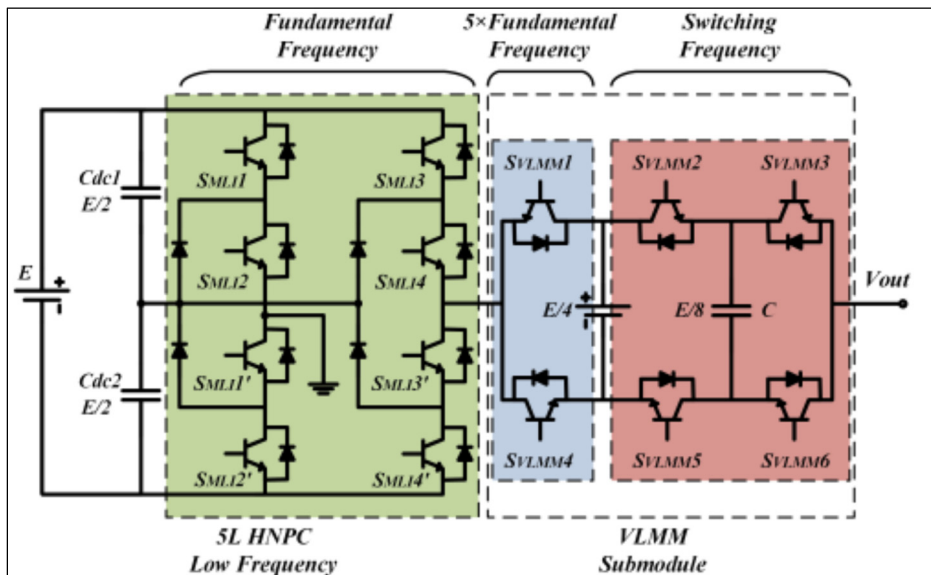 Fundamental
Frequency
5×Fundamental
Frequency
Switching
Frequency
Cdc1
E/2
E
+
-
Cdc2
E/2
SMLI1
SMLI2
SMLI1'
SMLI2'
SMLI3
SMLI4
SMLI3'
SMLI4'
SVLMM1
SVLMM2
SVLMM3
+
E/4
-
E/8
C
Vout
SVLMM4
SVLMM5
SVLMM6
5L HNPC
Low Frequency
VLMM
Submodule